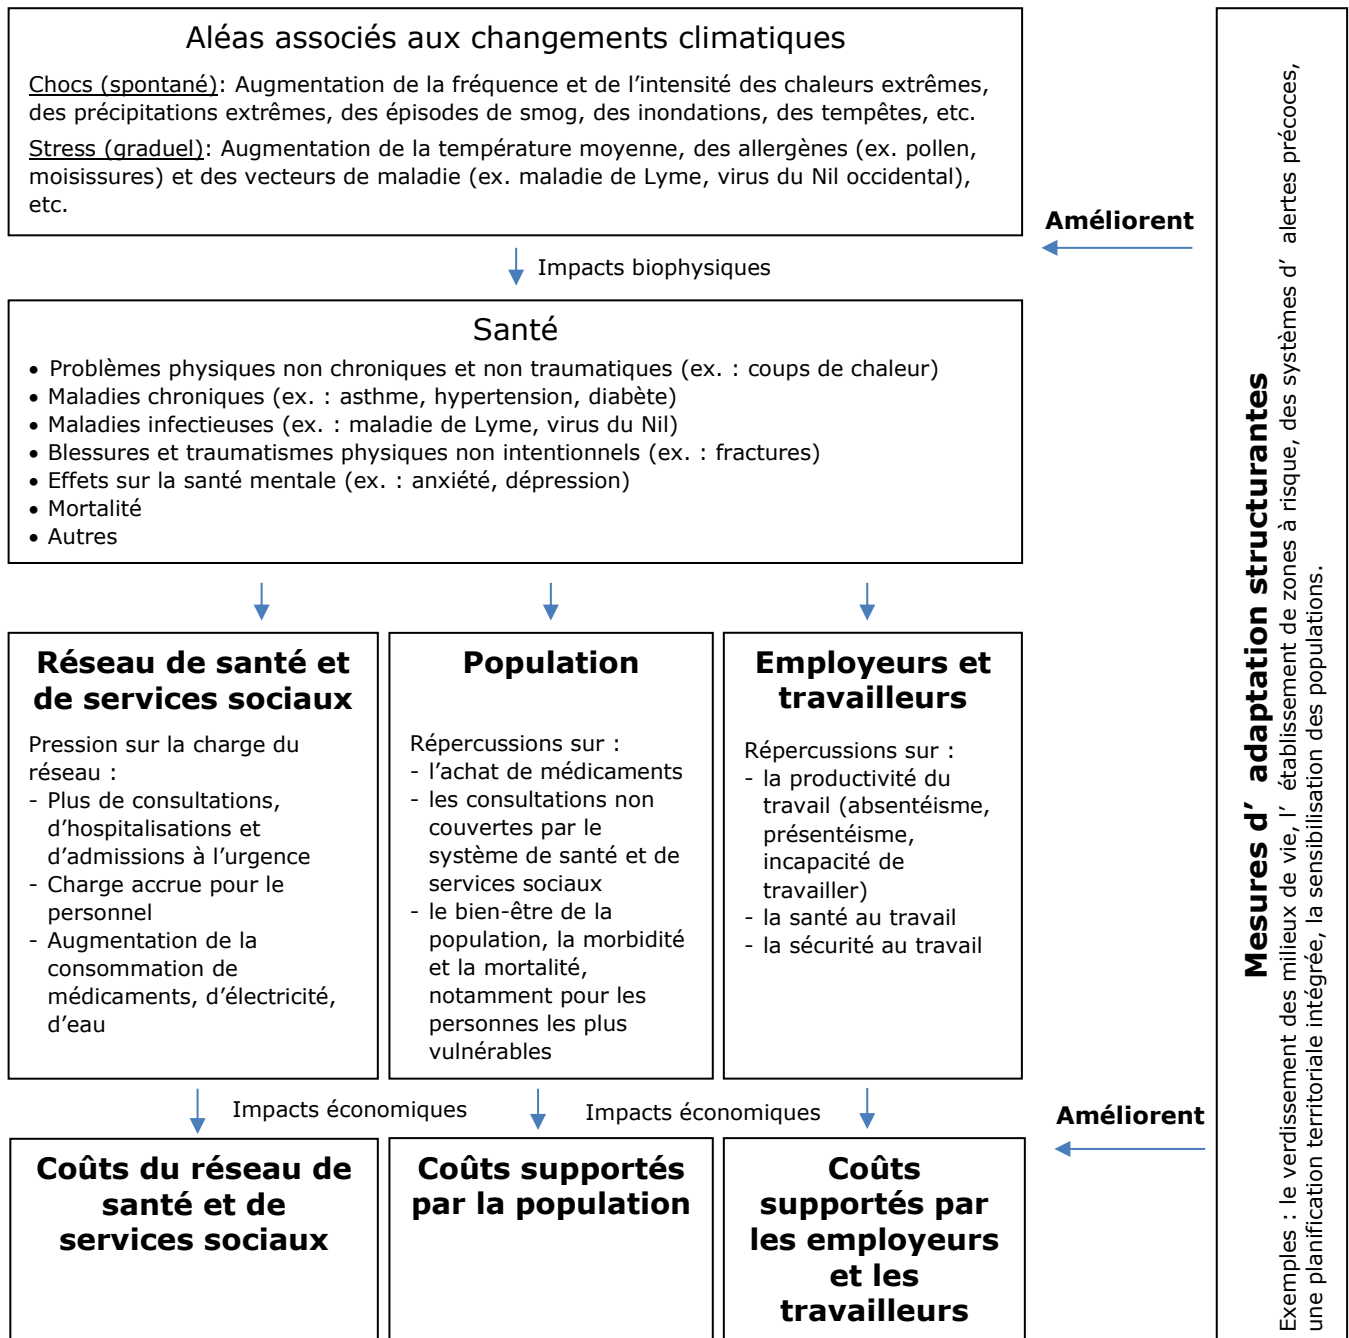 Aléas associés aux changements climatiques
Chocs (spontané): Augmentation de la fréquence et de l’intensité des chaleurs extrêmes,
des précipitations extrêmes, des épisodes de smog, des inondations, des tempêtes, etc.
Stress (graduel): Augmentation de la température moyenne, des allergènes (ex. pollen,
moisissures) et des vecteurs de maladie (ex. maladie de Lyme, virus du Nil occidental),
etc.
Améliorent
Impacts biophysiques
Santé
• Problèmes physiques non chroniques et non traumatiques (ex. : coups de chaleur)
• Maladies chroniques (ex. : asthme, hypertension, diabète)
• Maladies infectieuses (ex. : maladie de Lyme, virus du Nil)
• Blessures et traumatismes physiques non intentionnels (ex. : fractures)
• Effets sur la santé mentale (ex. : anxiété, dépression)
• Mortalité
• Autres
Réseau de santé et
de services sociaux
Pression sur la charge du
réseau :
- Plus de consultations,
d’hospitalisations et
d’admissions à l’urgence
- Charge accrue pour le
personnel
- Augmentation de la
consommation de
médicaments, d’électricité,
d’eau
Population
Répercussions sur :
- l’achat de médicaments
- les consultations non
couvertes par le
système de santé et de
services sociaux
- le bien-être de la
population, la morbidité
et la mortalité,
notamment pour les
personnes les plus
vulnérables
Employeurs et
travailleurs
Répercussions sur :
- la productivité du
travail (absentéisme,
présentéisme,
incapacité de
travailler)
- la santé au travail
- la sécurité au travail
Impacts économiques
Impacts économiques
Améliorent
Coûts du réseau de
santé et de
services sociaux
Coûts supportés
par la population
Coûts
supportés par
les employeurs
et les
travailleurs
Mesures d’ adaptation structurantes
Exemples : le verdissement des milieux de vie, l’ établissement de zones à risque, des systèmes d’ alertes précoces,
une planification territoriale intégrée, la sensibilisation des populations.